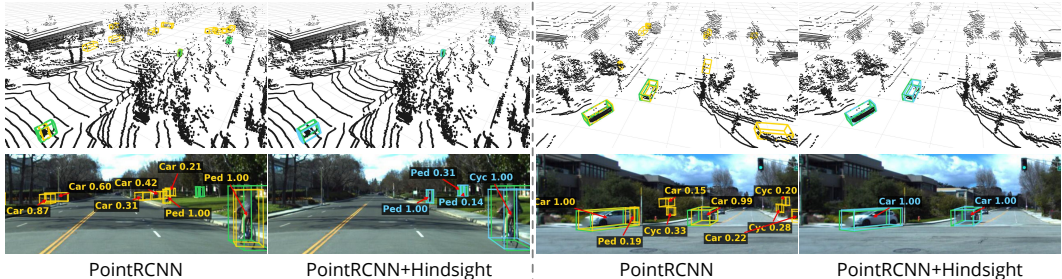 Car 0.21
Car 0.60 Car 0.42 Ped 1.00
Car 0.87 Car 0.31 Ped 1.00
Ped 0.31 Cyc 1.00
Ped 1.00 Ped 0.14
Car 1.00 Car 0.15 Cyc 0.20
Car 0.99
Ped 0.19 Cyc 0.33 Car 0.22 Cyc 0.28
Car 1.00 Car 1.00
PointRCNN PointRCNN+Hindsight PointRCNN PointRCNN+Hindsight